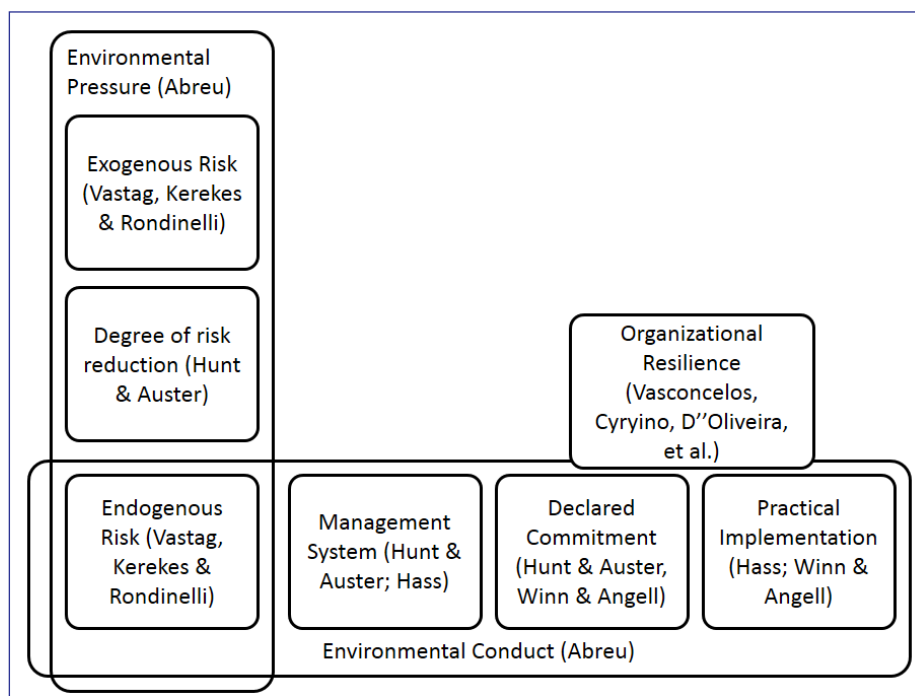 Environmental
Pressure (Abreu)
Exogenous Risk
(Vastag, Kerekes
& Rondinelli)
Degree of risk
reduction (Hunt
& Auster)
Organizational
Resilience
(Vasconcelos,
Cyryino, D’’Oliveira,
et al.)
Endogenous
Risk (Vastag,
Kerekes &
Rondinelli)
Management
System (Hunt &
Auster; Hass)
Declared
Commitment
(Hunt & Auster,
Winn & Angell)
Practical
Implementation
(Hass; Winn &
Angell)
Environmental Conduct (Abreu)